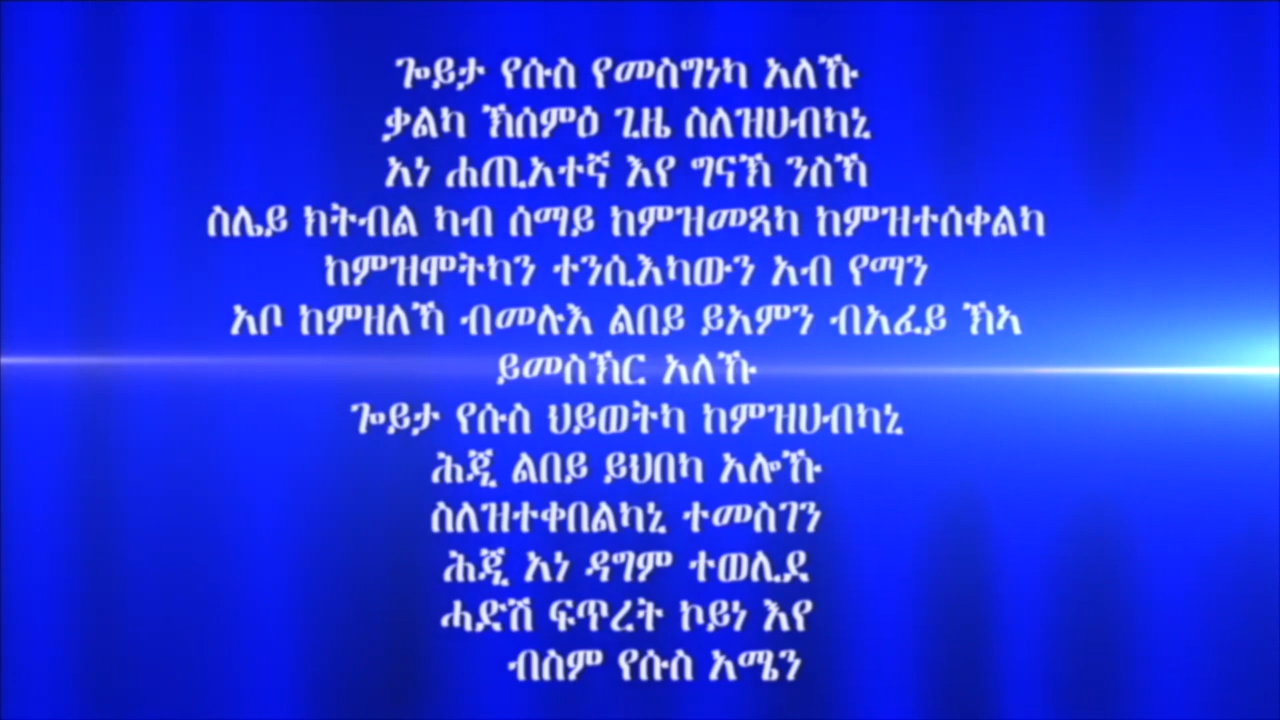 ጐይታ የሱስ የመስግነካ አለኹ
ቃልካ ኽሰምዕ ጊዜ ስለዝሀብካኒ
አነ ሐጢአተኛ እየ ግናኽ ንስኻ
ስሌይ ክትብል ካብ ሰማይ ከምዝመጻካ ከምዝተሰቀልካ
ከምዝሞትካን ተንሲእካውን አብ የማን
አቦ ከምዘለኻ ብመሉእ ልበይ ይአምን ብአፈይ ኽኣ
ይመስኽር አለኹ
ጐይታ የሱስ ህይወትካ ከምዝሀብካኒ
ሕጂ ልበይ ይህበካ አሎኹ
ስለዝተቀበልካኒ ተመስገን
ሕጂ አነ ዳግም ተወሊደ
ሓድሽ ፍጥረት ኮይነ እየ
ብስም የሱስ አሜን